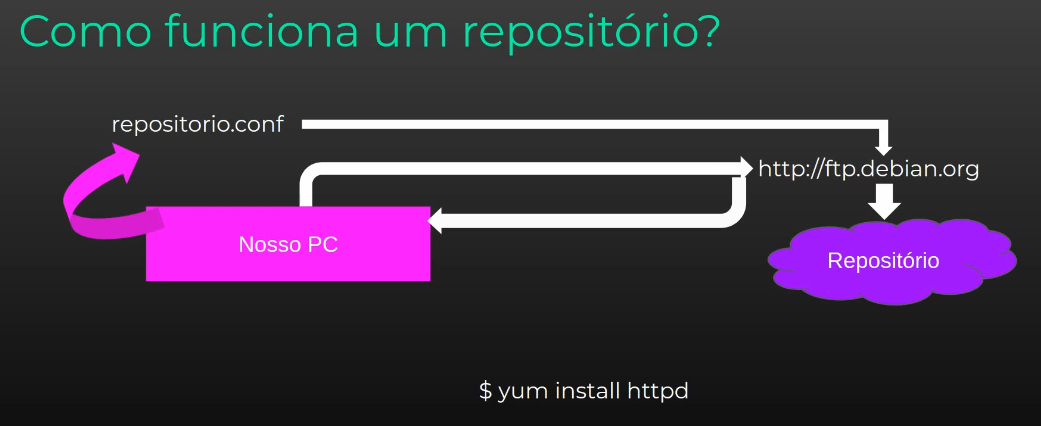 Como funciona um repositório?
repositorio.conf
http://ftp.debian.org
Nosso PC
Repositório
$ yum install httpd